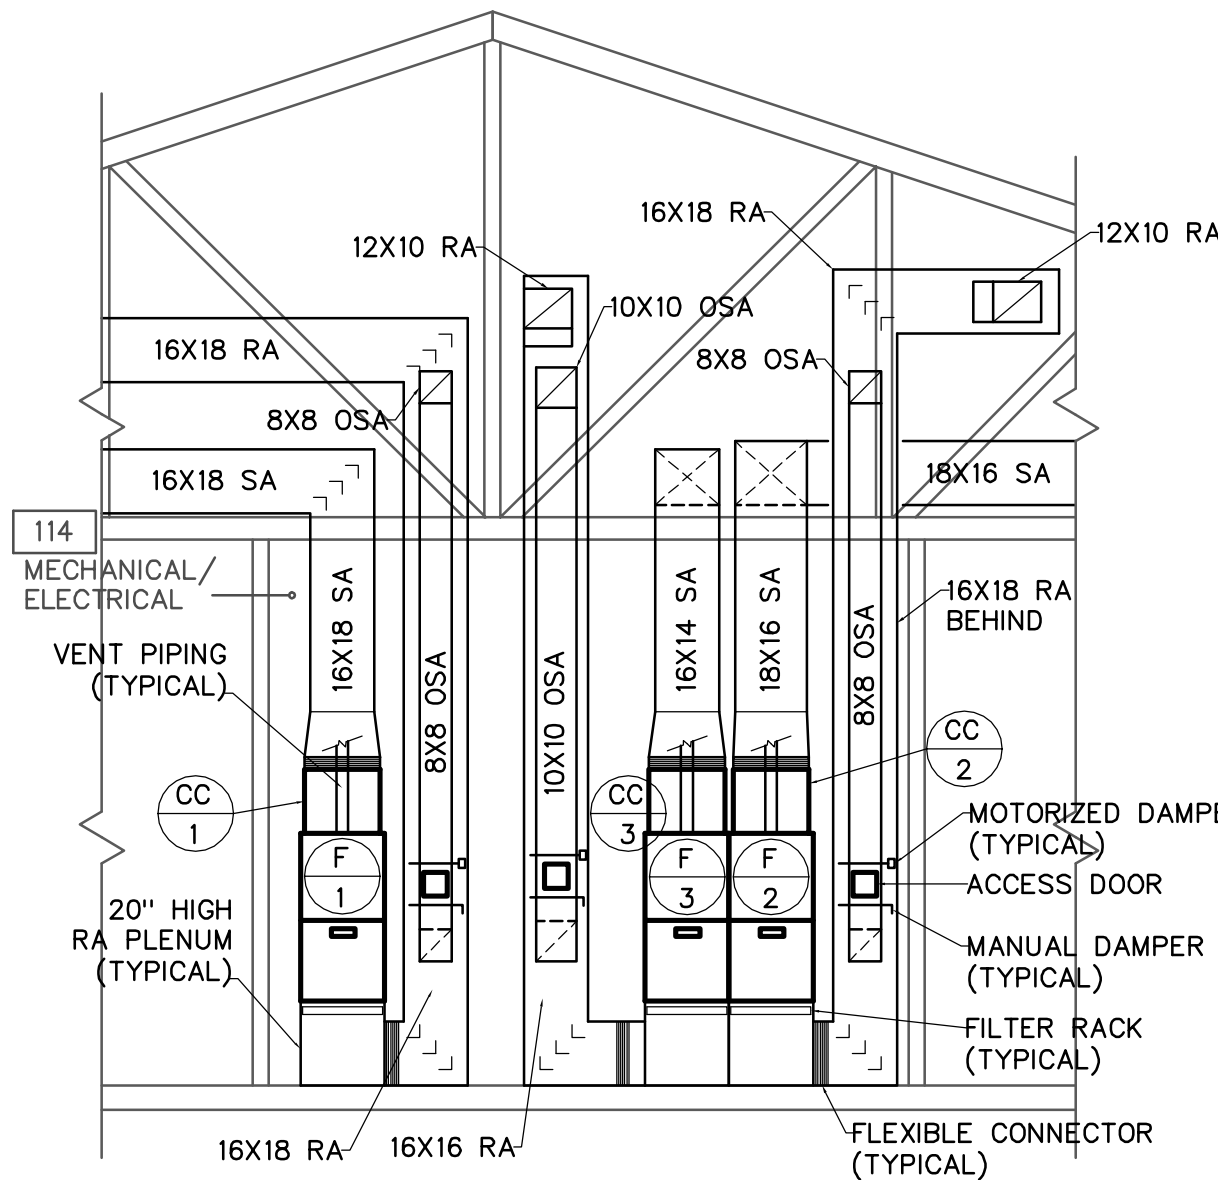 16X18 RA
12X10 RA
12X10 RA
10X10 OSA
16X18 RA
8X8 OSA
8X8 OSA
16X18 SA
18X16 SA
114
MECHANICAL/
ELECTRICAL
16X18 SA
16X14 SA
18X16 SA
16X18 RA
BEHIND
VENT PIPING
(TYPICAL)
8X8 OSA
10X10 OSA
8X8 OSA
CC
2
CC
1
CC
3
MOTORIZED DAMPE
(TYPICAL)
F
1
F
3
F
2
ACCESS DOOR
20" HIGH
RA PLENUM
(TYPICAL)
MANUAL DAMPER
(TYPICAL)
FILTER RACK
(TYPICAL)
16X18 RA
16X16 RA
FLEXIBLE CONNECTOR
(TYPICAL)